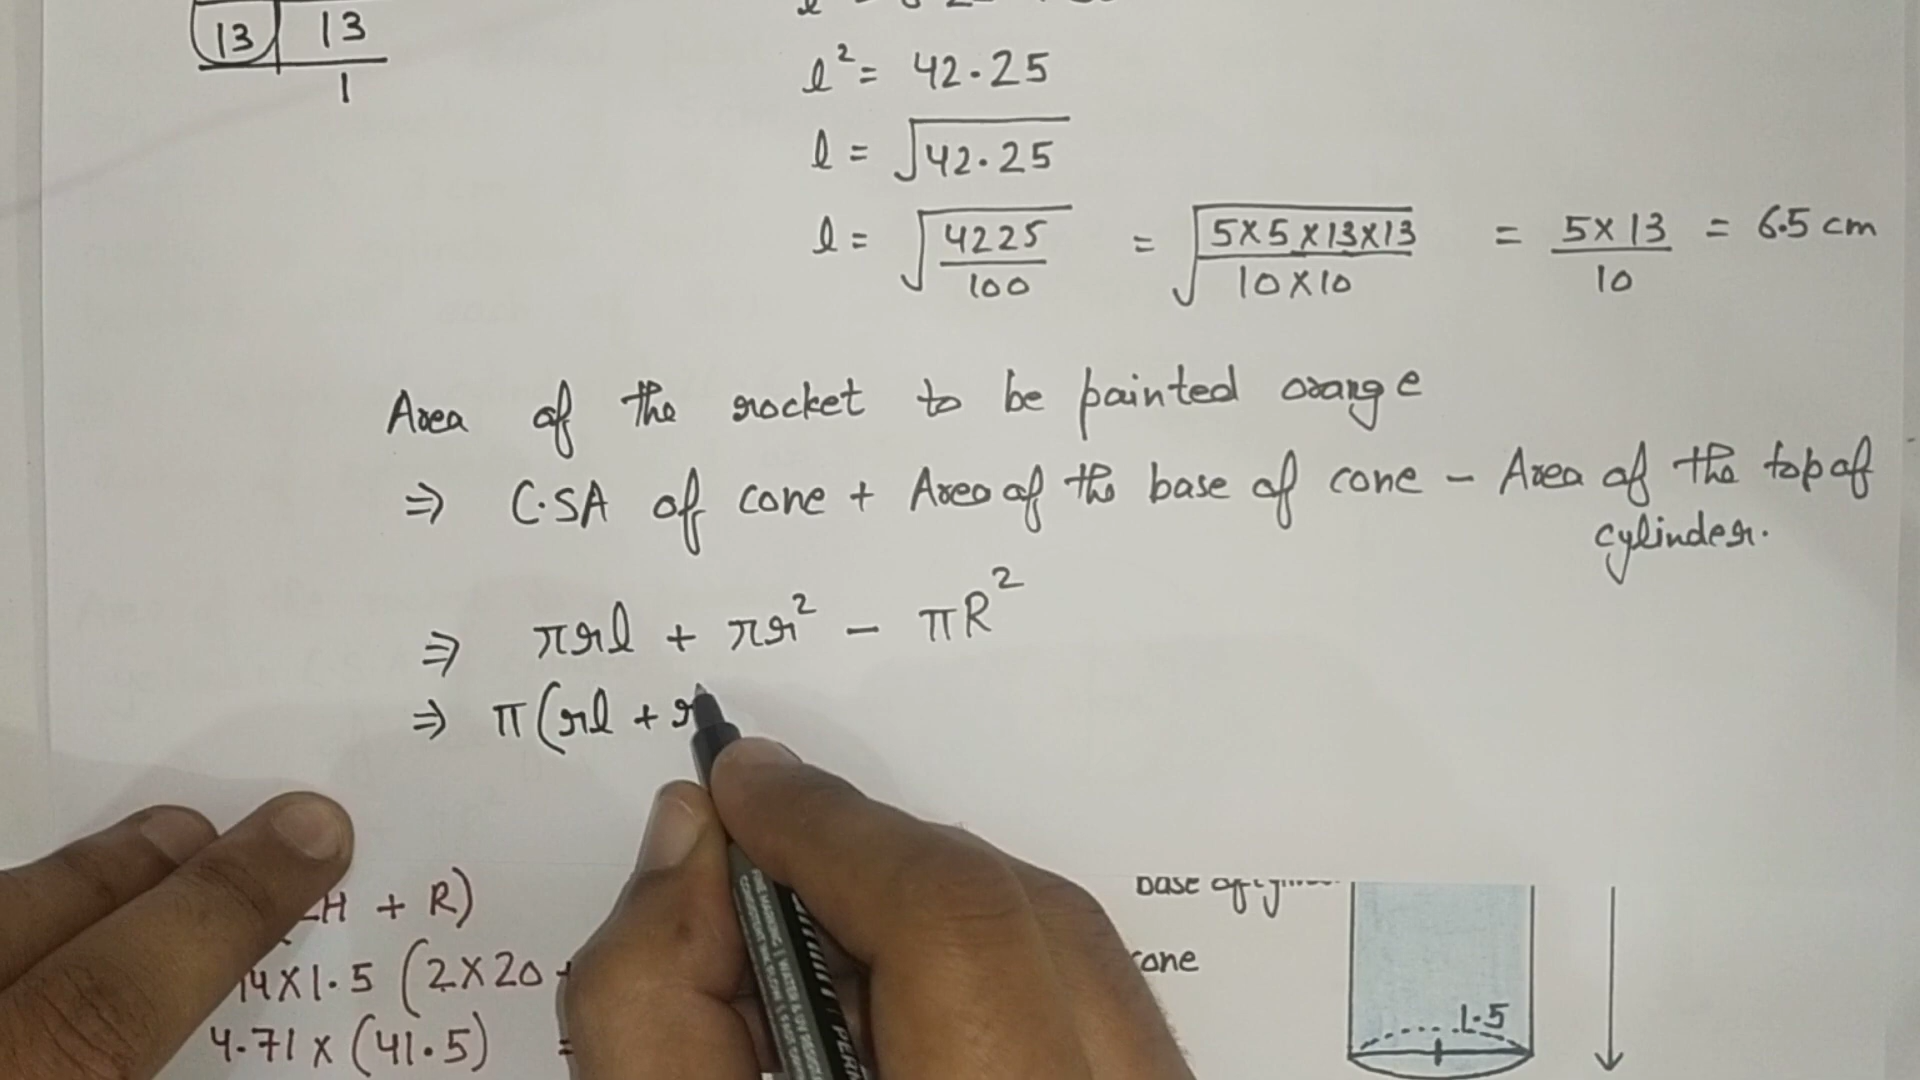 13 | 13
1
l² = 42.25
l = √42.25
l = √(4225/100) = √(5×5×13×13/10×10) = 5×13/10 = 6.5 cm
Area of the rocket to be painted orange
⇒ C.SA of cone + Area of the base of cone - Area of the top of
cylinder.
⇒ πrl + πr² - πR²
⇒ π(rl + r
H + R)
4×1.5 (2×20 +
4.71 × (41.5) =
base of
cone
1.5